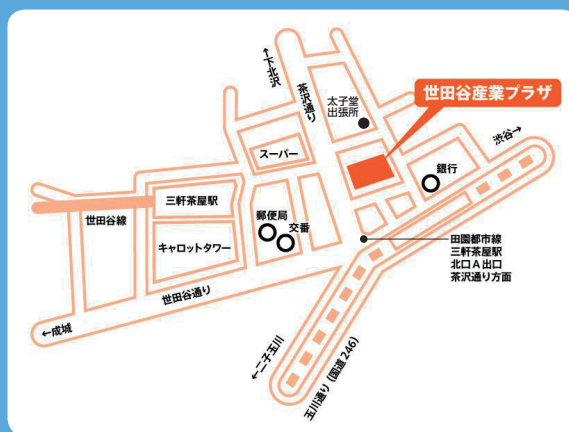 ←下北沢
茶沢通り
太子堂
出張所
世田谷産業プラザ
渋谷→
スーパー
銀行
三軒茶屋駅
世田谷線
郵便局
交番
キャロットタワー
田園都市線
三軒茶屋駅
北口A出口
茶沢通り方面
世田谷通り
←成城
←二子玉川
玉川通り(国道246)